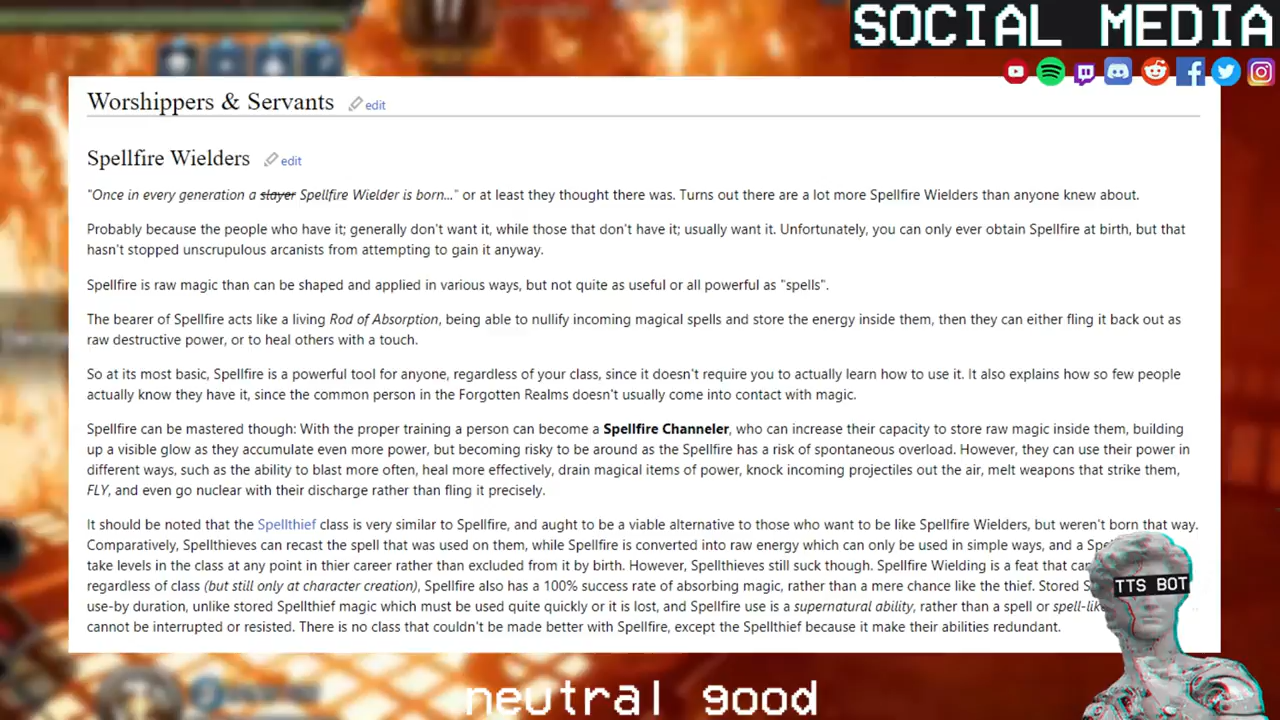 SOCIAL MEDIA
Worshippers & Servants edit
Spellfire Wielders edit
"Once in every generation a slayer Spellfire Wielder is born..." or at least they thought there was. Turns out there are a lot more Spellfire Wielders than anyone knew about.
Probably because the people who have it; generally don't want it, while those that don't have it; usually want it. Unfortunately, you can only ever obtain Spellfire at birth, but that
hasn't stopped unscrupulous arcanists from attempting to gain it anyway.
Spellfire is raw magic than can be shaped and applied in various ways, but not quite as useful or all powerful as "spells".
The bearer of Spellfire acts like a living Rod of Absorption, being able to nullify incoming magical spells and store the energy inside them, then they can either fling it back out as
raw destructive power, or to heal others with a touch.
So at its most basic, Spellfire is a powerful tool for anyone, regardless of your class, since it doesn't require you to actually learn how to use it. It also explains how so few people
actually know they have it, since the common person in the Forgotten Realms doesn't usually come into contact with magic.
Spellfire can be mastered though: With the proper training a person can become a Spellfire Channeler, who can increase their capacity to store raw magic inside them, building
up a visible glow as they accumulate even more power, but becoming risky to be around as the Spellfire has a risk of spontaneous overload. However, they can use their power in
different ways, such as the ability to blast more often, heal more effectively, drain magical items of power, knock incoming projectiles out the air, melt weapons that strike them,
FLY, and even go nuclear with their discharge rather than fling it precisely.
It should be noted that the Spellthief class is very similar to Spellfire, and aught to be a viable alternative to those who want to be like Spellfire Wielders, but weren't born that way.
Comparatively, Spellthieves can recast the spell that was used on them, while Spellfire is converted into raw energy which can only be used in simple ways, and a
take levels in the class at any point in thier career rather than excluded from it by birth. However, Spellthieves still suck though. Spellfire Wielding is a feat that
regardless of class (but still only at character creation), Spellfire also has a 100% success rate of absorbing magic, rather than a mere chance like the thief. Stored
use-by duration, unlike stored Spellthief magic which must be used quite quickly or it is lost, and Spellfire use is a supernatural ability, rather than a spell or
cannot be interrupted or resisted. There is no class that couldn't be made better with Spellfire, except the Spellthief because it make their abilities redundant.
TTS BOT
neutral good